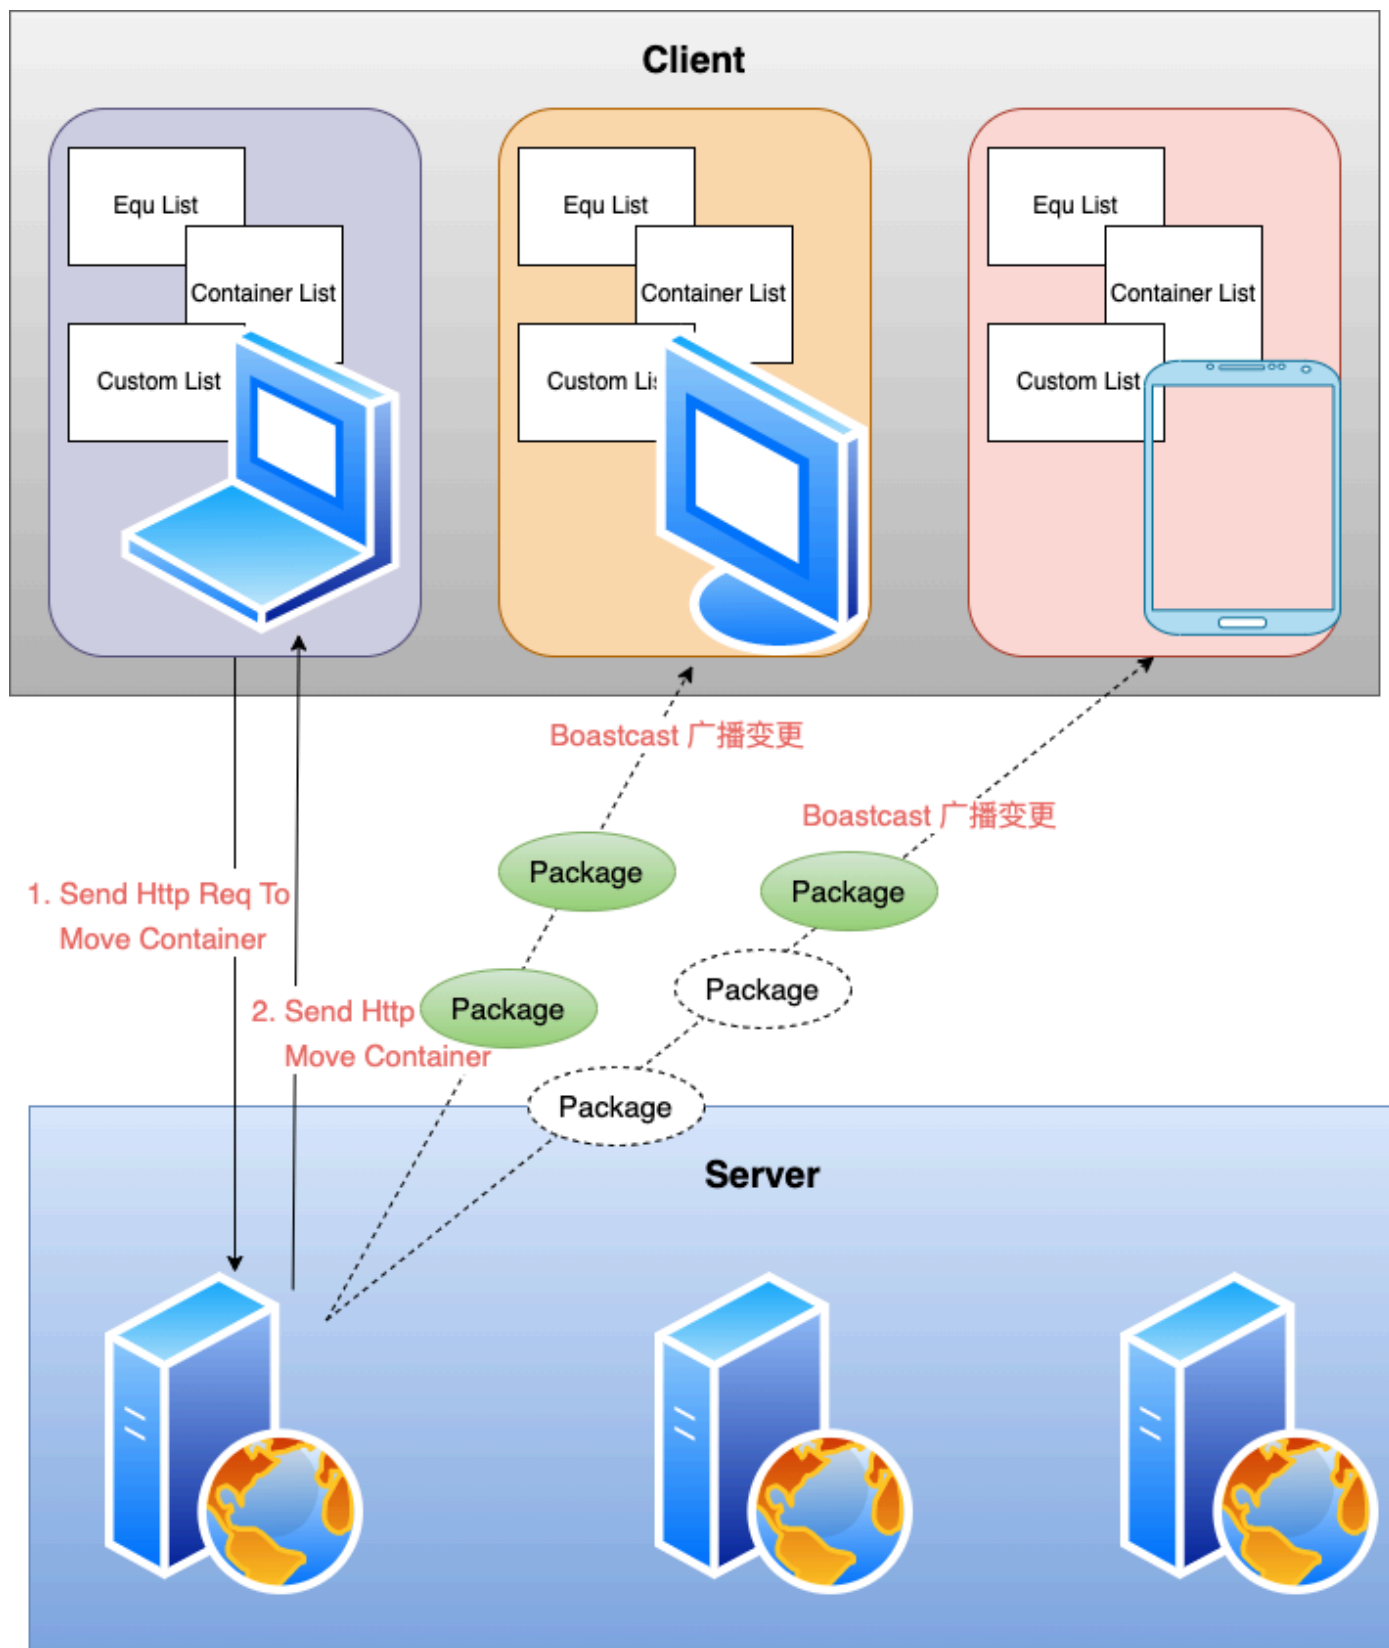 Client
Equ List
Container List
Custom List
Equ List
Container List
Custom Lis
Equ List
Container List
Custom List
Boastcast 广播变更
Boastcast 广播变更
1. Send Http Req To
Move Container
Package
Package
2. Send Http
Move Container
Package
Package
Package
Server